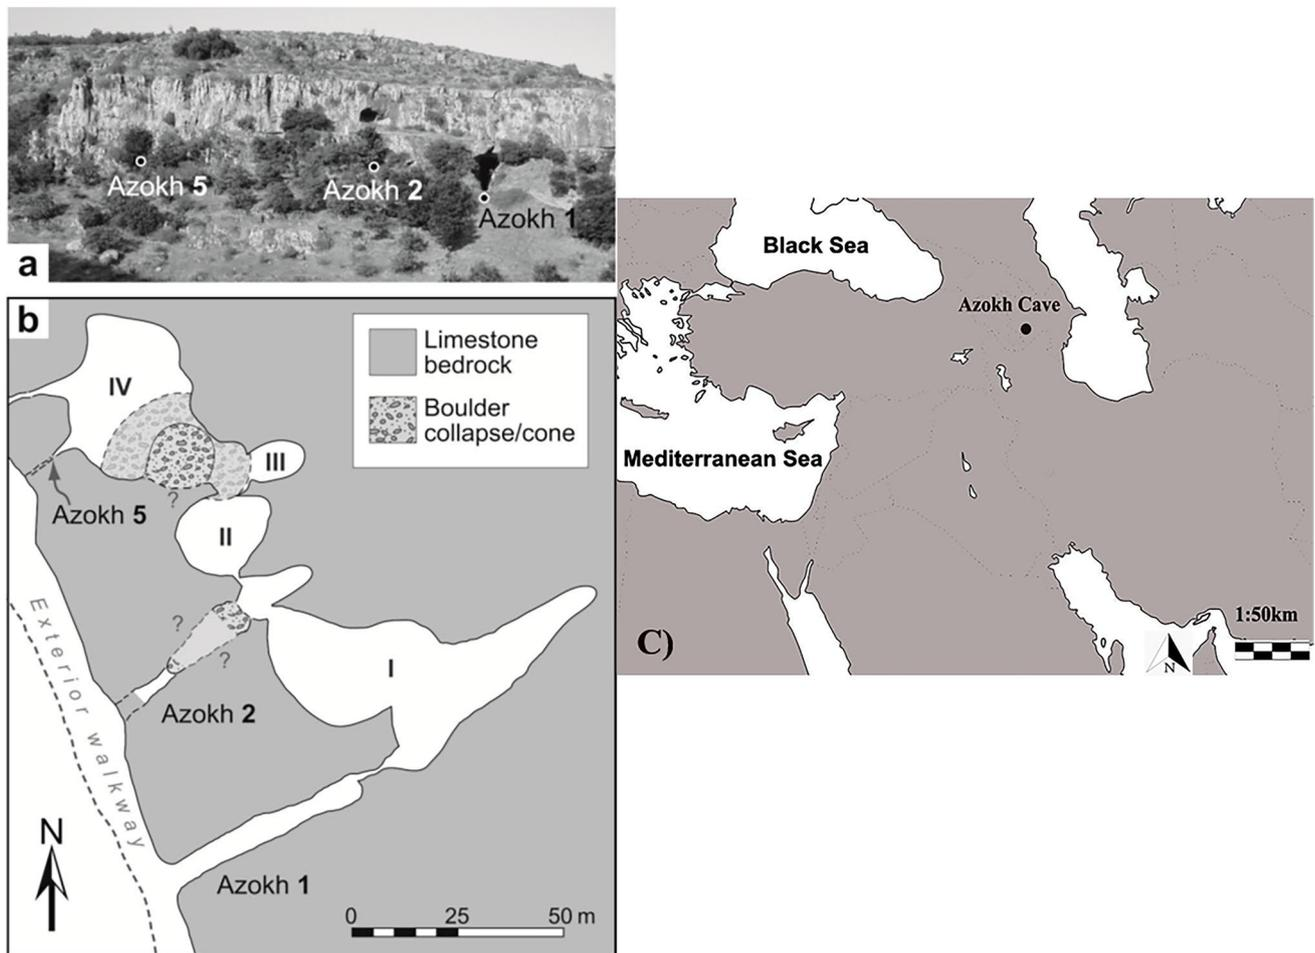 Azokh 5
Azokh 2
Azokh 1
a
b
Limestone
bedrock
Boulder
collapse/cone
IV
III
?
Azokh 5
II
?
?
I
Azokh 2
Exterior walkway
N
Azokh 1
0 25 50 m
Black Sea
Azokh Cave
Mediterranean Sea
C)
1:50km
N